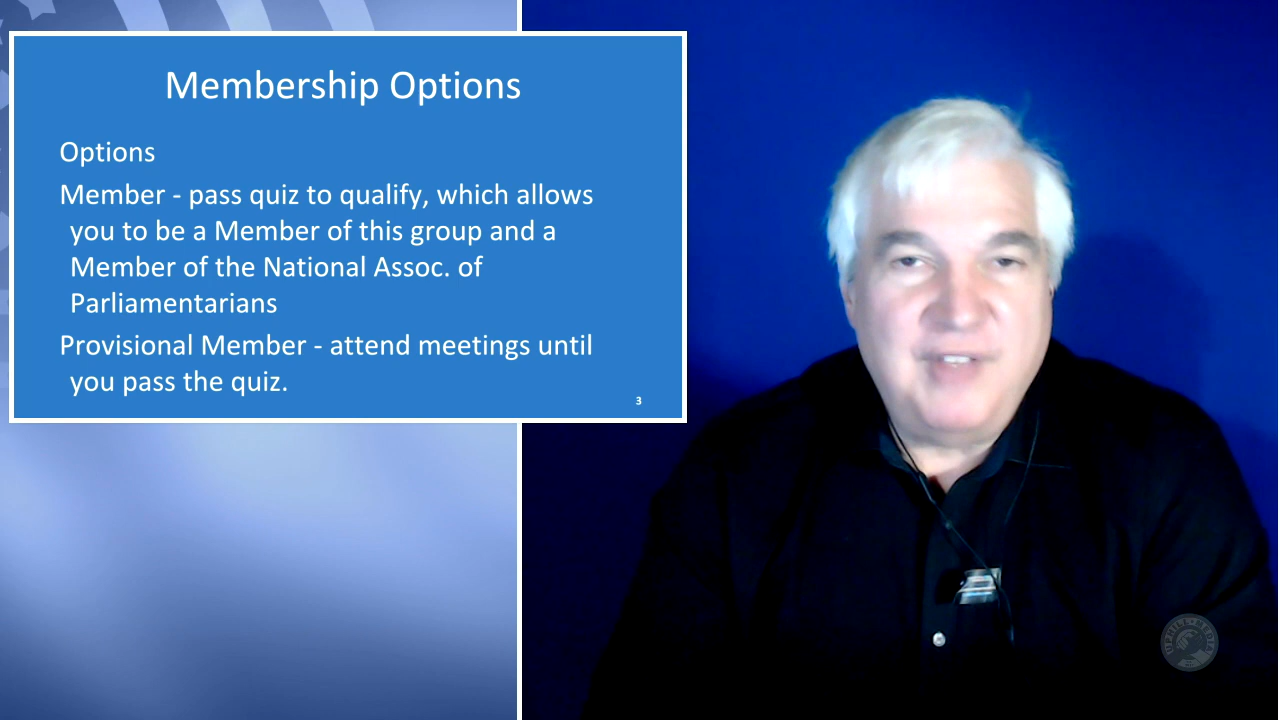 Membership Options
Options
Member - pass quiz to qualify, which allows
you to be a Member of this group and a
Member of the National Assoc. of
Parliamentarians
Provisional Member - attend meetings until
you pass the quiz.
3